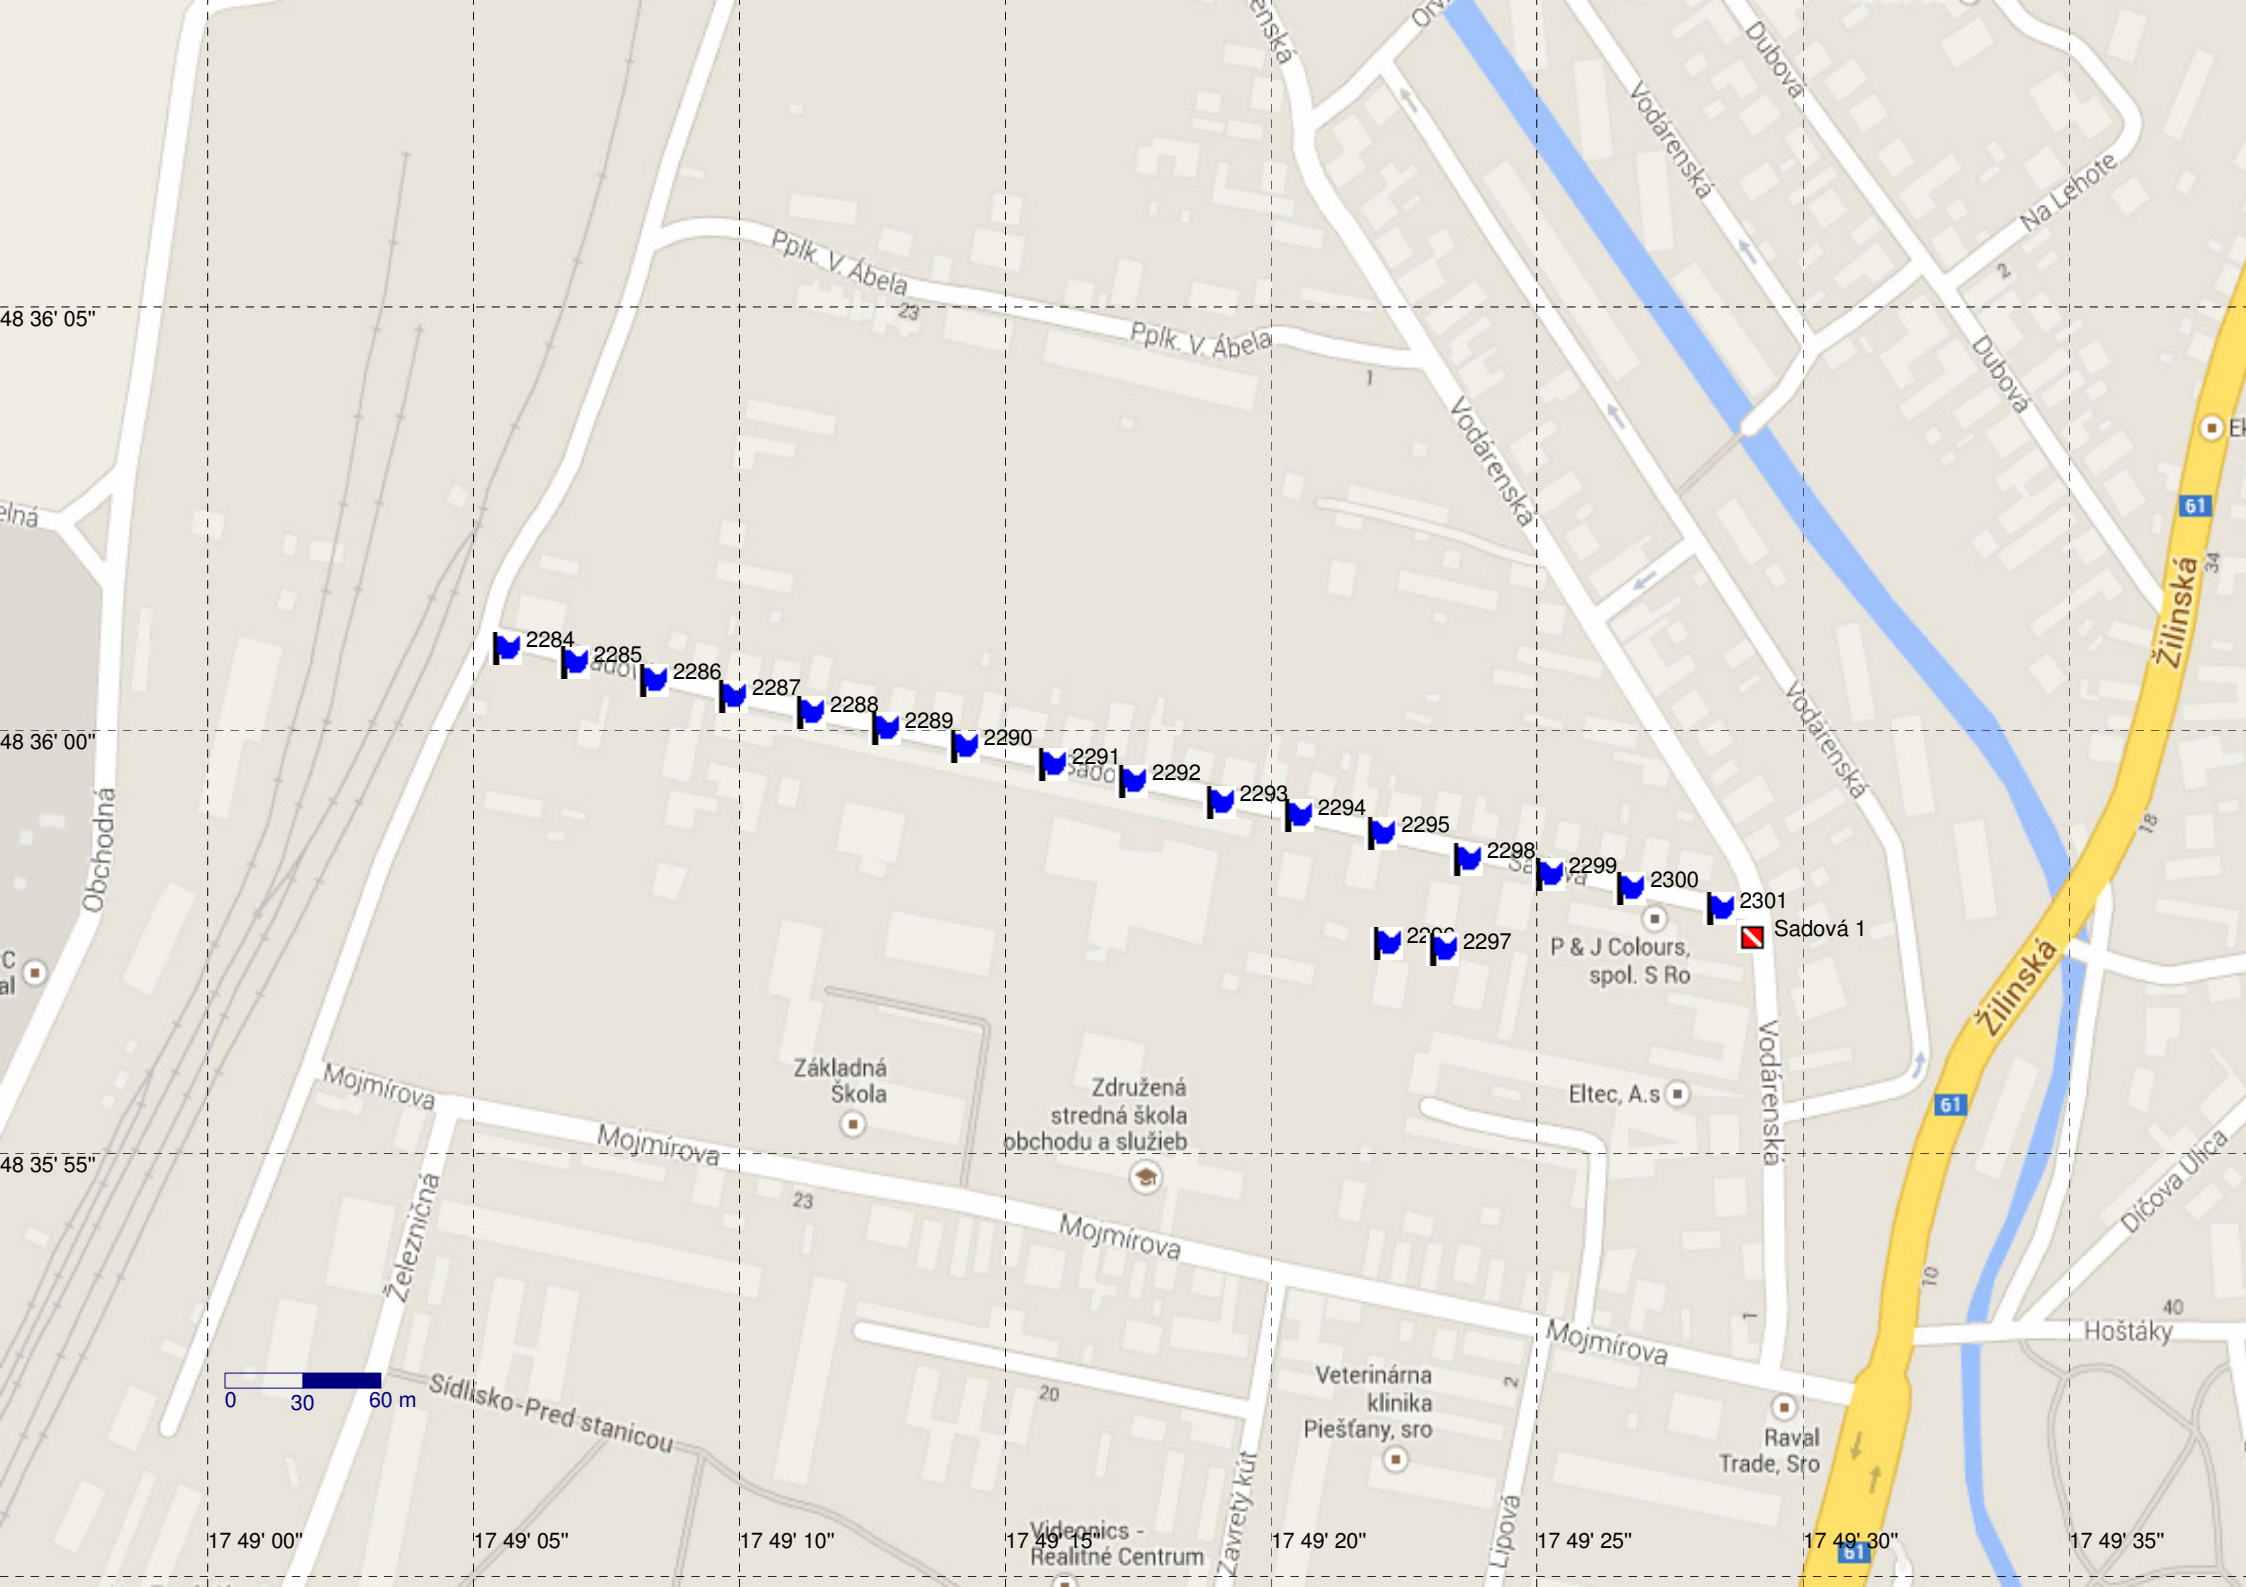 Dubová
Vodárenská
Na Lehote
2
Pplk. V. Ábela
23
48 36' 05"
Pplk. V. Ábela
1
Dubová
Vodárenská
61
34
Žilinská
2284
2285
2286
2287
2288
2289
2290
2291
2292
2293
2294
2295
2298
2299
2300
2301
Sadová 1
2297
48 36' 00"
Vodárenská
Obchodná
18
P & J Colours,
spol. S Ro
Žilinská
Základná
Škola
Mojmírova
Združená
stredná škola
obchodu a služieb
Eltec, A.s
Vodárenská
61
Mojmírova
48 35' 55"
23
Železničná
Mojmírova
Dičova Ulica
10
40
Hoštáky
1
Mojmírova
0
30
60 m
Sídlisko-Pred stanicou
20
Veterinárna
klinika
Piešťany, sro
2
Raval
Trade, Sro
Zavretý kút
Lipová
Videonics -
Realitné Centrum
17 49' 00"
17 49' 05"
17 49' 10"
17 49' 15"
17 49' 20"
17 49' 25"
17 49' 30"
17 49' 35"
61